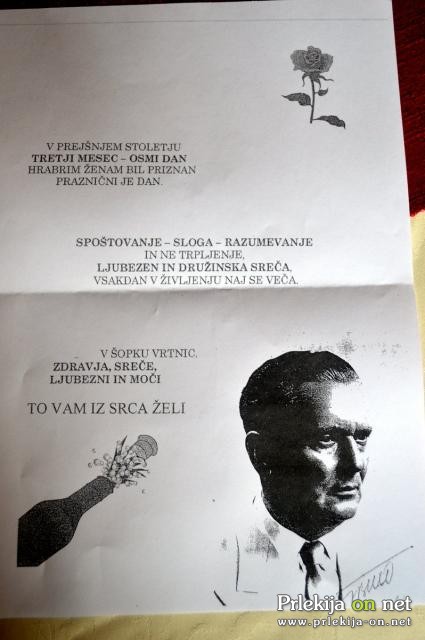 V PREJŠNJEM STOLETJU
TRETJI MESEC – OSMI DAN
HRABRIM ŽENAM BIL PRIZNAN
PRAZNIČNI JE DAN.
SPOŠTOVANJE – SLOGA – RAZUMEVANJE
IN NE TRPLJENJE,
LJUBEZEN IN DRUŽINSKA SREČA,
VSAKDAN V ŽIVLJENJU NAJ SE VEČA.
V ŠOPKU VRTNIC,
ZDRAVJA, SREČE,
LJUBEZNI IN MOČI
TO VAM IZ SRCA ŽELI
Tito
Prlekija on net
www.prlekija-on.net